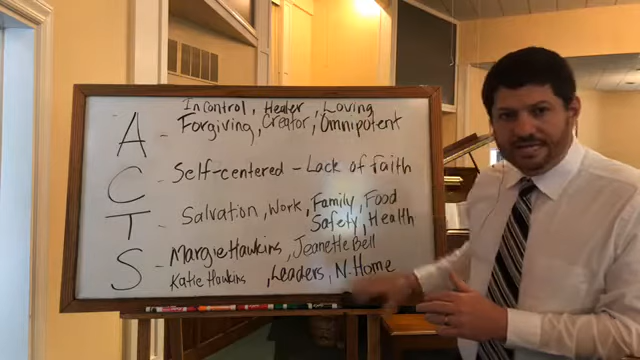 In control, Healer, Loving
A - Forgiving, Creator, Omnipotent
C - Self-centered - Lack of faith
T - Salvation, Work, Family, Food
Safety, Health
S - Margie Hawkins, Jeanette Bell
Katie Hawkins, Leaders, N. Home